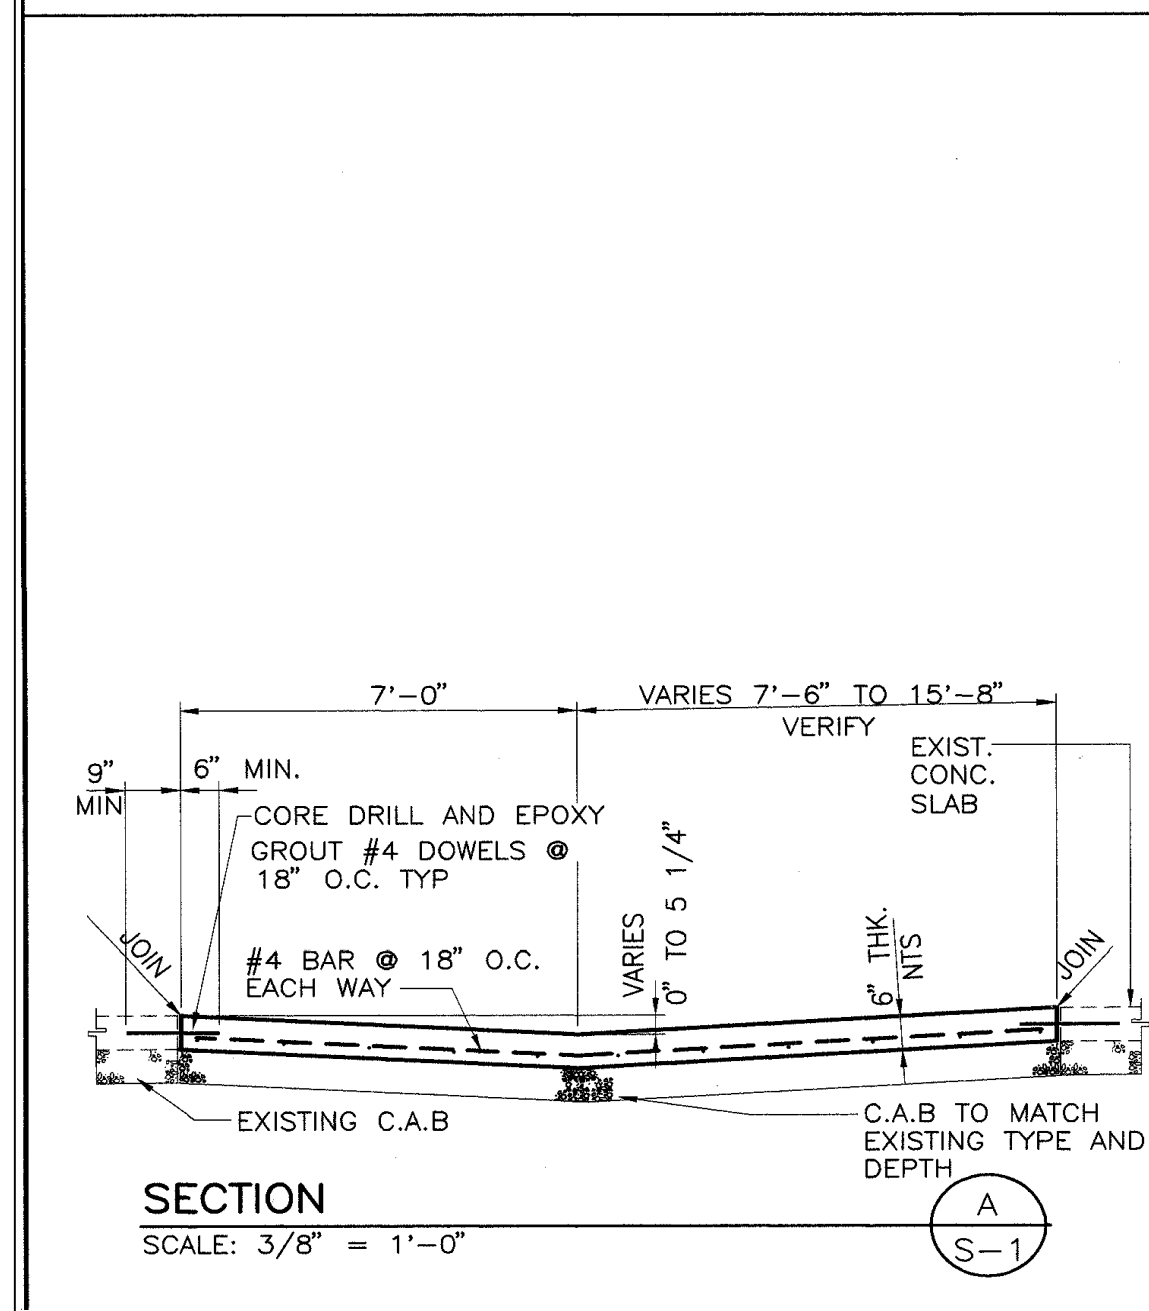 7'-0"
VARIES 7'-6" TO 15'-8"
VERIFY
EXIST.
CONC.
SLAB
9"
MIN
6" MIN.
CORE DRILL AND EPOXY
GROUT #4 DOWELS @
18" O.C. TYP
VARIES
0" TO 5 1/4"
6" THK.
NTS
JOIN
JOIN
#4 BAR @ 18" O.C.
EACH WAY
EXISTING C.A.B
C.A.B TO MATCH
EXISTING TYPE AND
DEPTH
SECTION
SCALE: 3/8" = 1'-0"
A
S-1